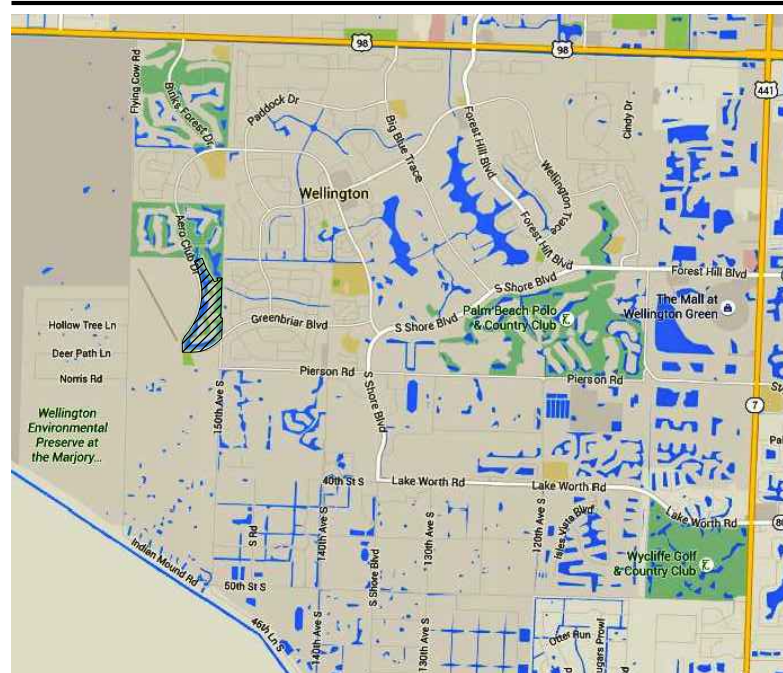 98
98
441
Flying Cow Rd
Binks Forest Dr
Paddock Dr
Big Blue Trace
Forest Hill Blvd
Cindy Dr
Wellington
Wellington Trace
Forest Hill Blvd
Aero Club Dr
Forest Hill Blvd
S Shore Blvd
The Mall at
Wellington Green
Palm Beach Polo
& Country Club
Hollow Tree Ln
Greenbriar Blvd
S Shore Blvd
Deer Path Ln
Norris Rd
Pierson Rd
Pierson Rd
150th Ave S
S Shore Blvd
7
Wellington
Environmental
Preserve at
the Marjory...
40th St S
Lake Worth Rd
Lake Worth Rd
Lake Worth Rd
S Rd
140th Ave S
130th Ave S
120th Ave S
Isles Vista Blvd
Wycliffe Golf
& Country Club
Indian Mound Rd
50th St S
S Shore Blvd
46th Ln S
140th Ave S
130th Ave S
Otter Run